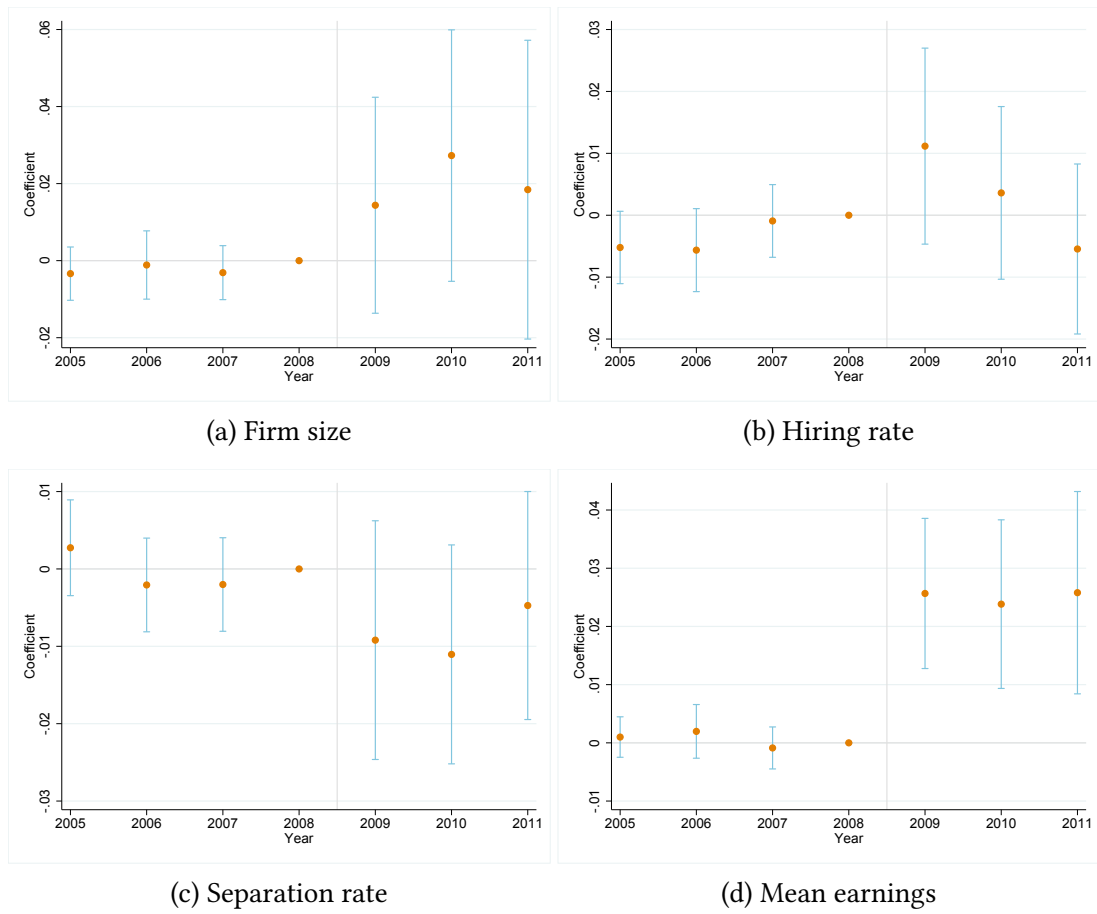 .06
.04
.02
0
-.02
Coefficient
2005 2006 2007 2008 2009 2010 2011
Year
(a) Firm size
.03
.02
.01
0
-.01
-.02
Coefficient
2005 2006 2007 2008 2009 2010 2011
Year
(b) Hiring rate
.01
0
-.01
-.02
-.03
Coefficient
2005 2006 2007 2008 2009 2010 2011
Year
(c) Separation rate
.04
.03
.02
.01
0
-.01
Coefficient
2005 2006 2007 2008 2009 2010 2011
Year
(d) Mean earnings